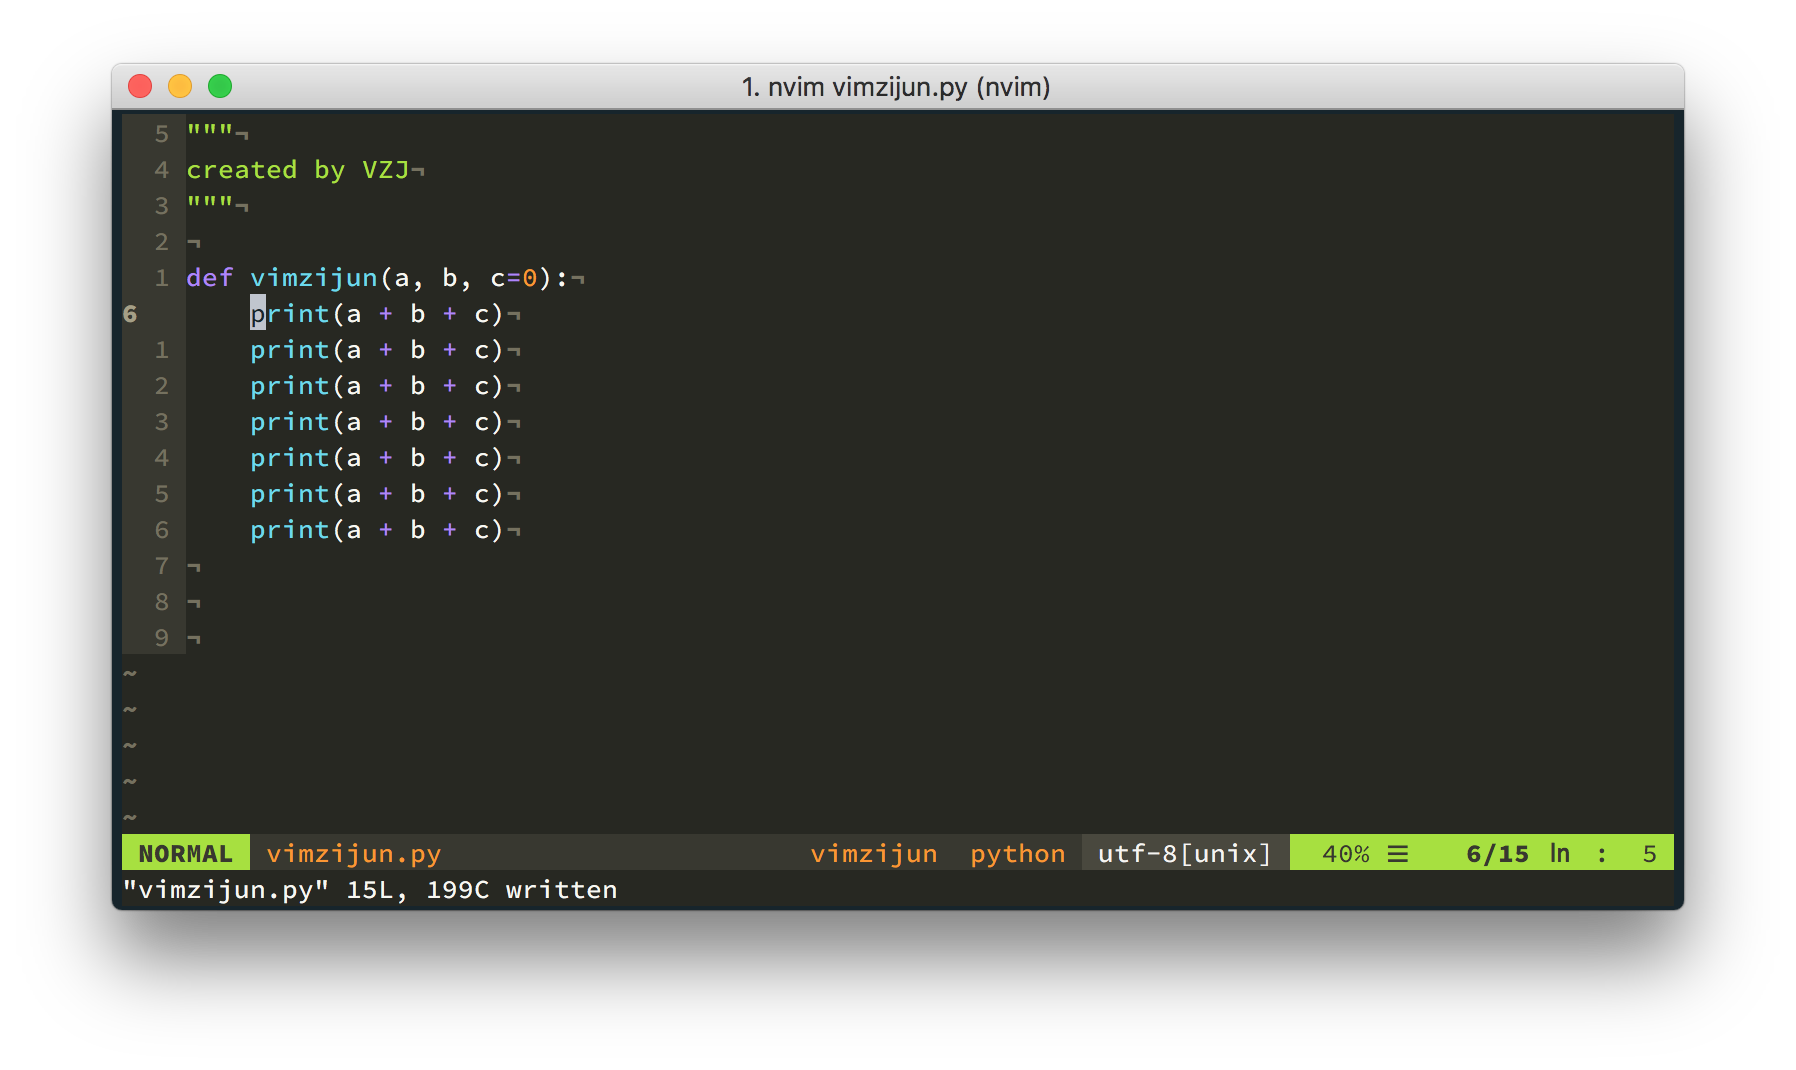 1. nvim vimzijun.py (nvim)
5 """¬
4 created by VZJ¬
3 """¬
2 ¬
1 def vimzijun(a, b, c=0):¬
6     print(a + b + c)¬
1     print(a + b + c)¬
2     print(a + b + c)¬
3     print(a + b + c)¬
4     print(a + b + c)¬
5     print(a + b + c)¬
6     print(a + b + c)¬
7 ¬
8 ¬
9 ¬
~
~
~
~
~
NORMAL vimzijun.py vimzijun python utf-8[unix] 40% ☰ 6/15 ln : 5
"vimzijun.py" 15L, 199C written